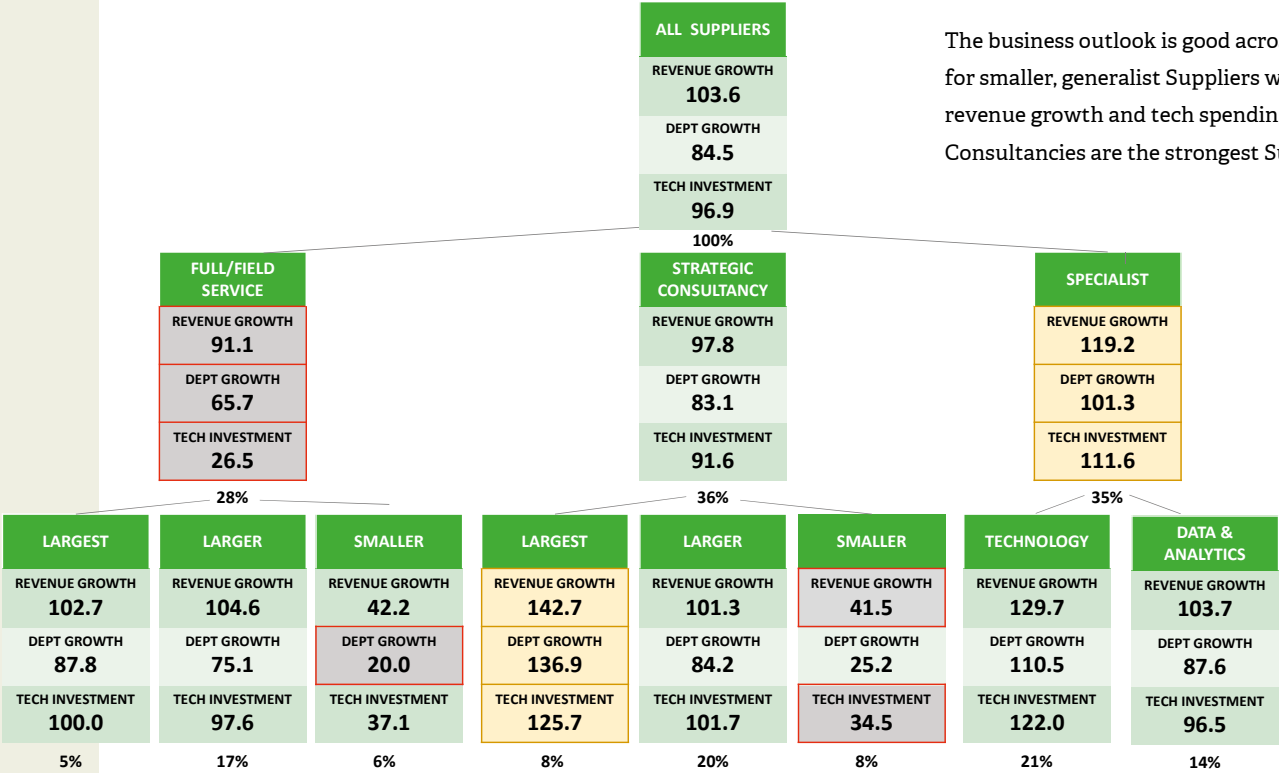 ALL SUPPLIERS
REVENUE GROWTH
103.6
DEPT GROWTH
84.5
TECH INVESTMENT
96.9
100%
The business outlook is good
for smaller, generalist Suppliers
revenue growth and tech
Consultancies are the strongest
FULL/FIELD
SERVICE
REVENUE GROWTH
91.1
DEPT GROWTH
65.7
TECH INVESTMENT
26.5
28%
STRATEGIC
CONSULTANCY
REVENUE GROWTH
97.8
DEPT GROWTH
83.1
TECH INVESTMENT
91.6
36%
SPECIALIST
REVENUE GROWTH
119.2
DEPT GROWTH
101.3
TECH INVESTMENT
111.6
35%
LARGEST
REVENUE GROWTH
102.7
DEPT GROWTH
87.8
TECH INVESTMENT
100.0
5%
LARGER
REVENUE GROWTH
104.6
DEPT GROWTH
75.1
TECH INVESTMENT
97.6
17%
SMALLER
REVENUE GROWTH
42.2
DEPT GROWTH
20.0
TECH INVESTMENT
37.1
6%
LARGEST
REVENUE GROWTH
142.7
DEPT GROWTH
136.9
TECH INVESTMENT
125.7
8%
LARGER
REVENUE GROWTH
101.3
DEPT GROWTH
84.2
TECH INVESTMENT
101.7
20%
SMALLER
REVENUE GROWTH
41.5
DEPT GROWTH
25.2
TECH INVESTMENT
34.5
8%
TECHNOLOGY
REVENUE GROWTH
129.7
DEPT GROWTH
110.5
TECH INVESTMENT
122.0
21%
DATA &
ANALYTICS
REVENUE GROWTH
103.7
DEPT GROWTH
87.6
TECH INVESTMENT
96.5
14%